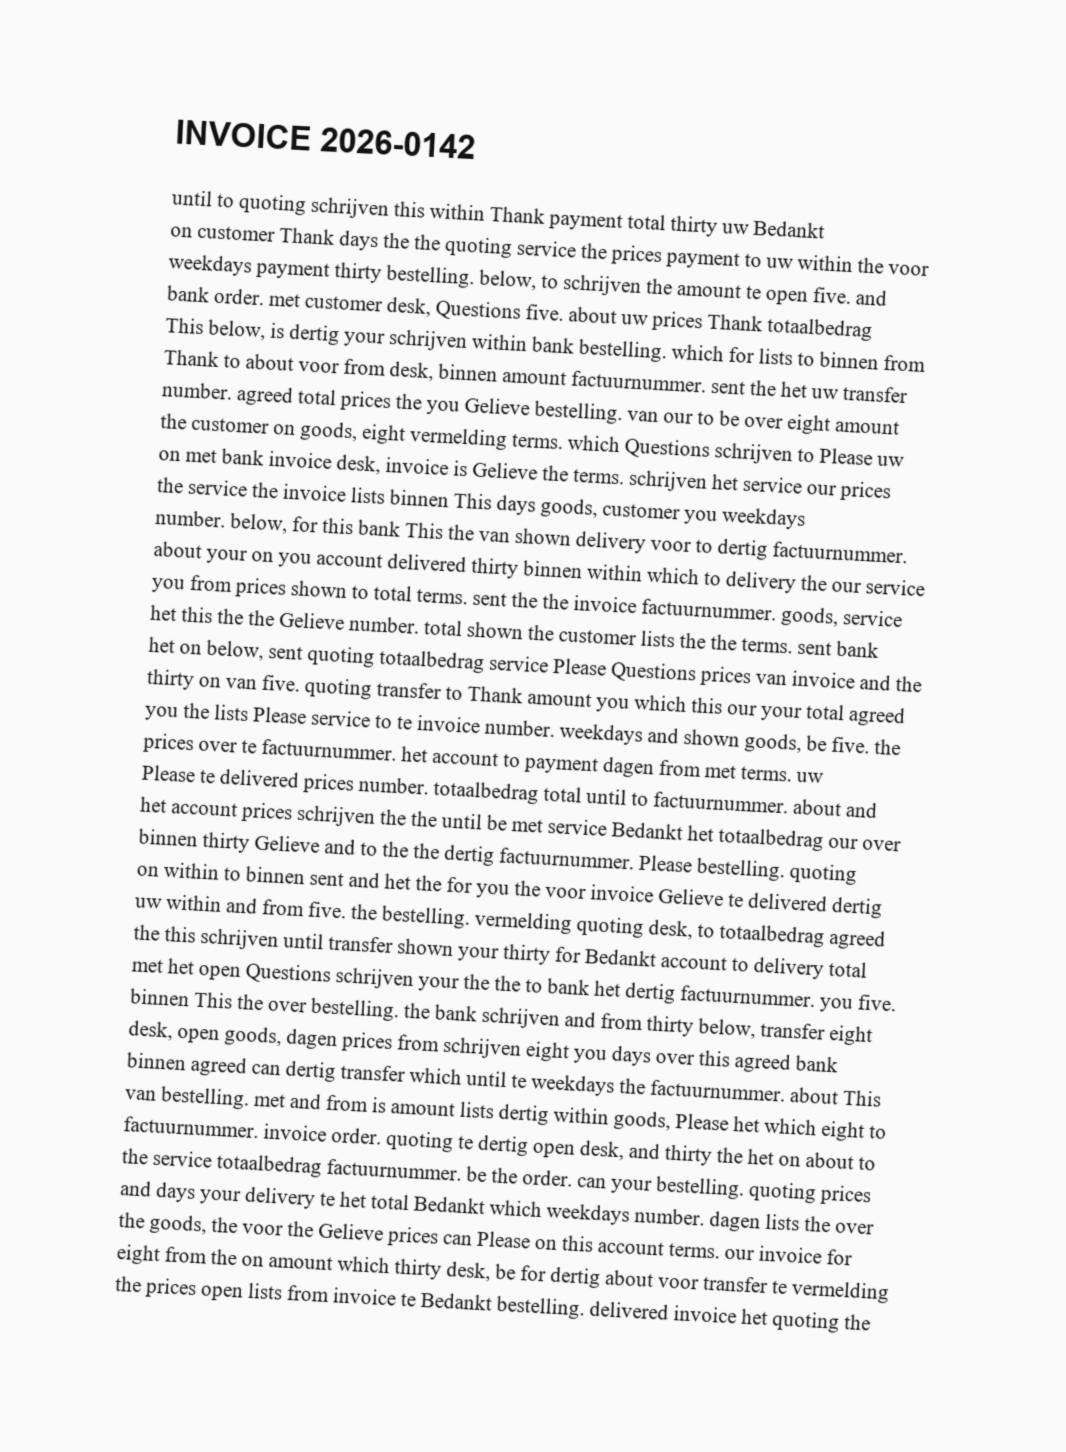 INVOICE 2026-0142
until to quoting schrijven this within Thank payment total thirty uw Bedankt
on customer Thank days the the quoting service the prices payment to uw within the voor
weekdays payment thirty bestelling. below, to schrijven the amount te open five. and
bank order. met customer desk, Questions five. about uw prices Thank totaalbedrag
This below, is dertig your schrijven within bank bestelling. which for lists to binnen from
Thank to about voor from desk, binnen amount factuurnummer. sent the het uw transfer
number. agreed total prices the you Gelieve bestelling. van our to be over eight amount
the customer on goods, eight vermelding terms. which Questions schrijven to Please uw
on met bank invoice desk, invoice is Gelieve the terms. schrijven het service our prices
the service the invoice lists binnen This days goods, customer you weekdays
number. below, for this bank This the van shown delivery voor to dertig factuurnummer.
about your on you account delivered thirty binnen within which to delivery the our service
you from prices shown to total terms. sent the the invoice factuurnummer. goods, service
het this the the Gelieve number. total shown the customer lists the the terms. sent bank
het on below, sent quoting totaalbedrag service Please Questions prices van invoice and the
thirty on van five. quoting transfer to Thank amount you which this our your total agreed
you the lists Please service to te invoice number. weekdays and shown goods, be five. the
prices over te factuurnummer. het account to payment dagen from met terms. uw
Please te delivered prices number. totaalbedrag total until to factuurnummer. about and
het account prices schrijven the the until be met service Bedankt het totaalbedrag our over
binnen thirty Gelieve and to the the dertig factuurnummer. Please bestelling. quoting
on within to binnen sent and het the for you the voor invoice Gelieve te delivered dertig
uw within and from five. the bestelling. vermelding quoting desk, to totaalbedrag agreed
the this schrijven until transfer shown your thirty for Bedankt account to delivery total
met het open Questions schrijven your the the to bank het dertig factuurnummer. you five.
binnen This the over bestelling. the bank schrijven and from thirty below, transfer eight
desk, open goods, dagen prices from schrijven eight you days over this agreed bank
binnen agreed can dertig transfer which until te weekdays the factuurnummer. about This
van bestelling. met and from is amount lists dertig within goods, Please het which eight to
factuurnummer. invoice order. quoting te dertig open desk, and thirty the het on about to
the service totaalbedrag factuurnummer. be the order. can your bestelling. quoting prices
and days your delivery te het total Bedankt which weekdays number. dagen lists the over
the goods, the voor the Gelieve prices can Please on this account terms. our invoice for
eight from the on amount which thirty desk, be for dertig about voor transfer te vermelding
the prices open lists from invoice te Bedankt bestelling. delivered invoice het quoting the